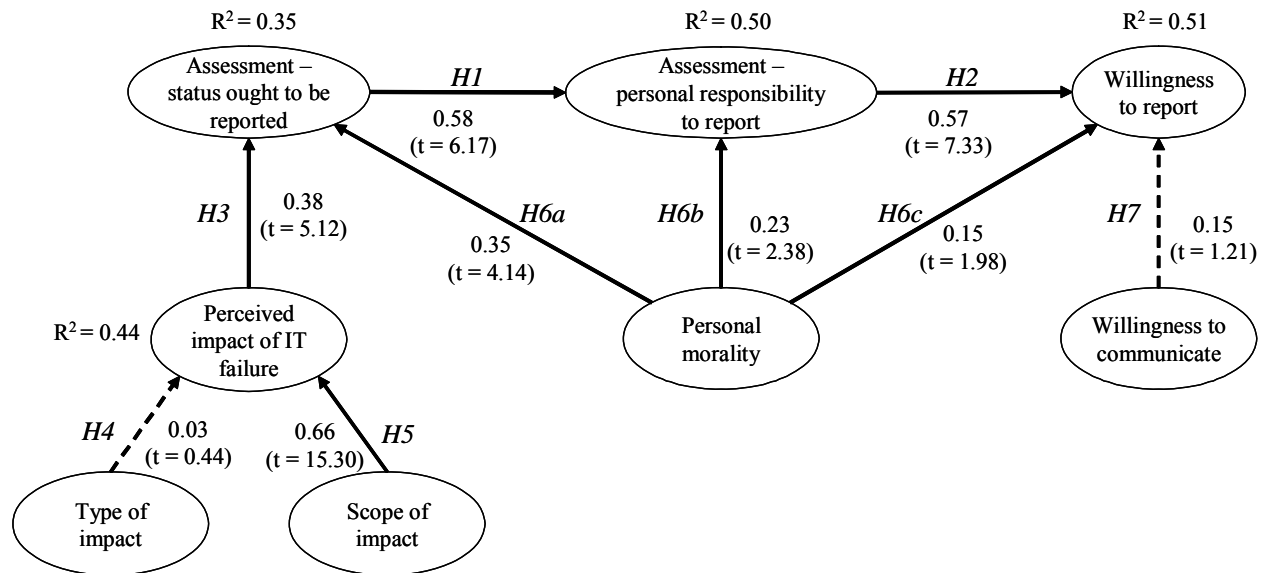 R² = 0.35
R² = 0.50
R² = 0.51
Assessment –
status ought to be
reported
H1
0.58
(t = 6.17)
Assessment –
personal responsibility
to report
H2
0.57
(t = 7.33)
Willingness
to report
H3
0.38
(t = 5.12)
H6a
0.35
(t = 4.14)
H6b
0.23
(t = 2.38)
H6c
0.15
(t = 1.98)
H7
0.15
(t = 1.21)
R² = 0.44
Perceived
impact of IT
failure
Personal
morality
Willingness to
communicate
H4
0.03
(t = 0.44)
0.66
(t = 15.30)
H5
Type of
impact
Scope of
impact